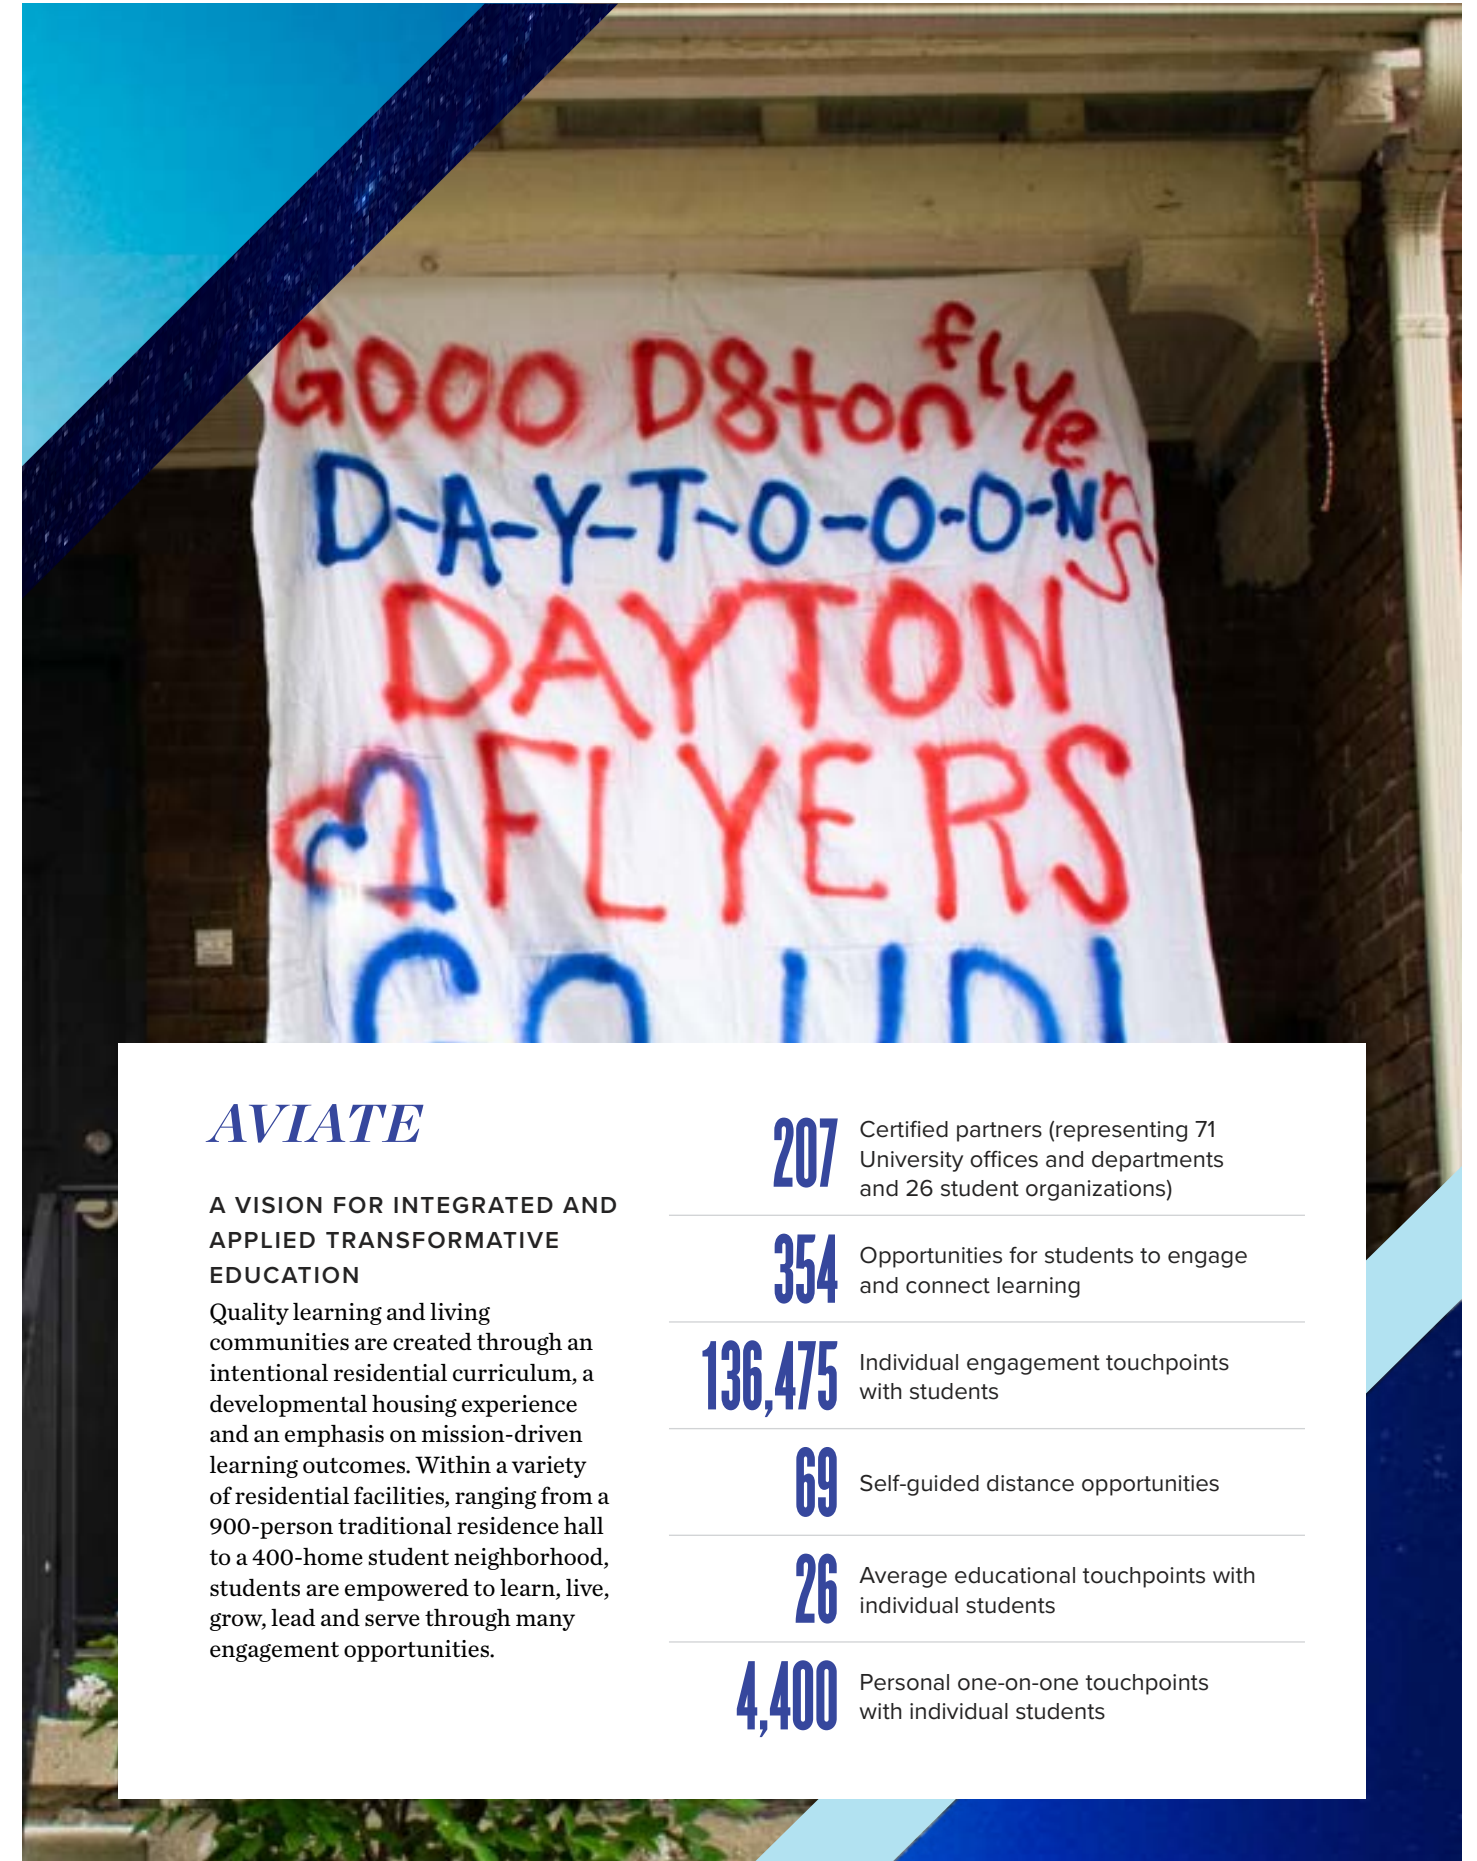 GOOO D8ton flye
rs
D-A-Y-T-O-O-O-N
DAYTON
FLYERS
GO UD!
AVIATE
A VISION FOR INTEGRATED AND
APPLIED TRANSFORMATIVE
EDUCATION
Quality learning and living
communities are created through an
intentional residential curriculum, a
developmental housing experience
and an emphasis on mission-driven
learning outcomes. Within a variety
of residential facilities, ranging from a
900-person traditional residence hall
to a 400-home student neighborhood,
students are empowered to learn, live,
grow, lead and serve through many
engagement opportunities.
207 Certified partners (representing 71
University offices and departments
and 26 student organizations)
354 Opportunities for students to engage
and connect learning
136,475 Individual engagement touchpoints
with students
69 Self-guided distance opportunities
26 Average educational touchpoints with
individual students
4,400 Personal one-on-one touchpoints
with individual students